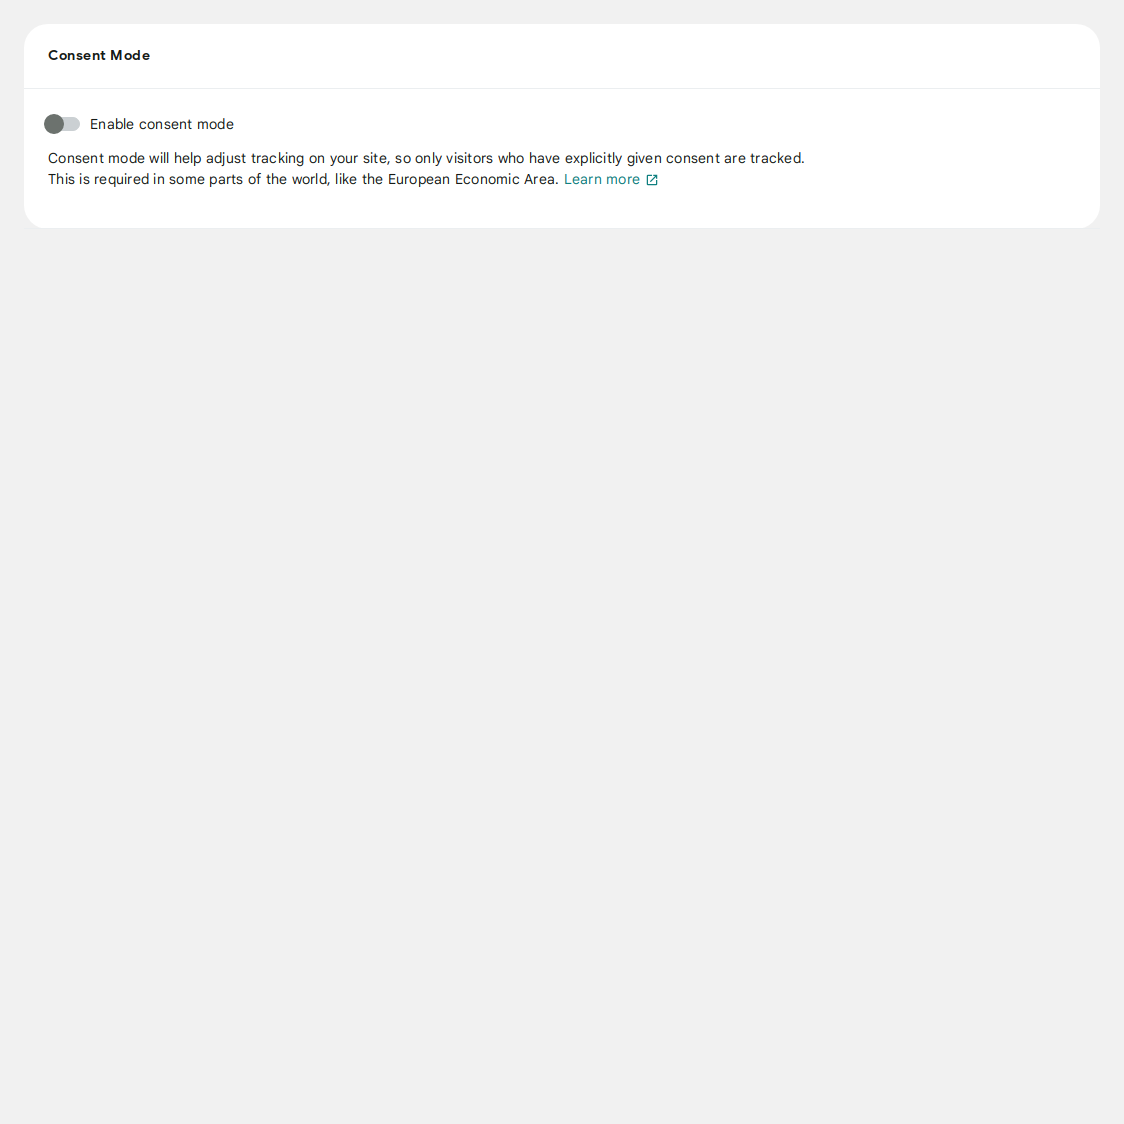 Consent Mode
Enable consent mode
Consent mode will help adjust tracking on your site, so only visitors who have explicitly given consent are tracked.
This is required in some parts of the world, like the European Economic Area. Learn more